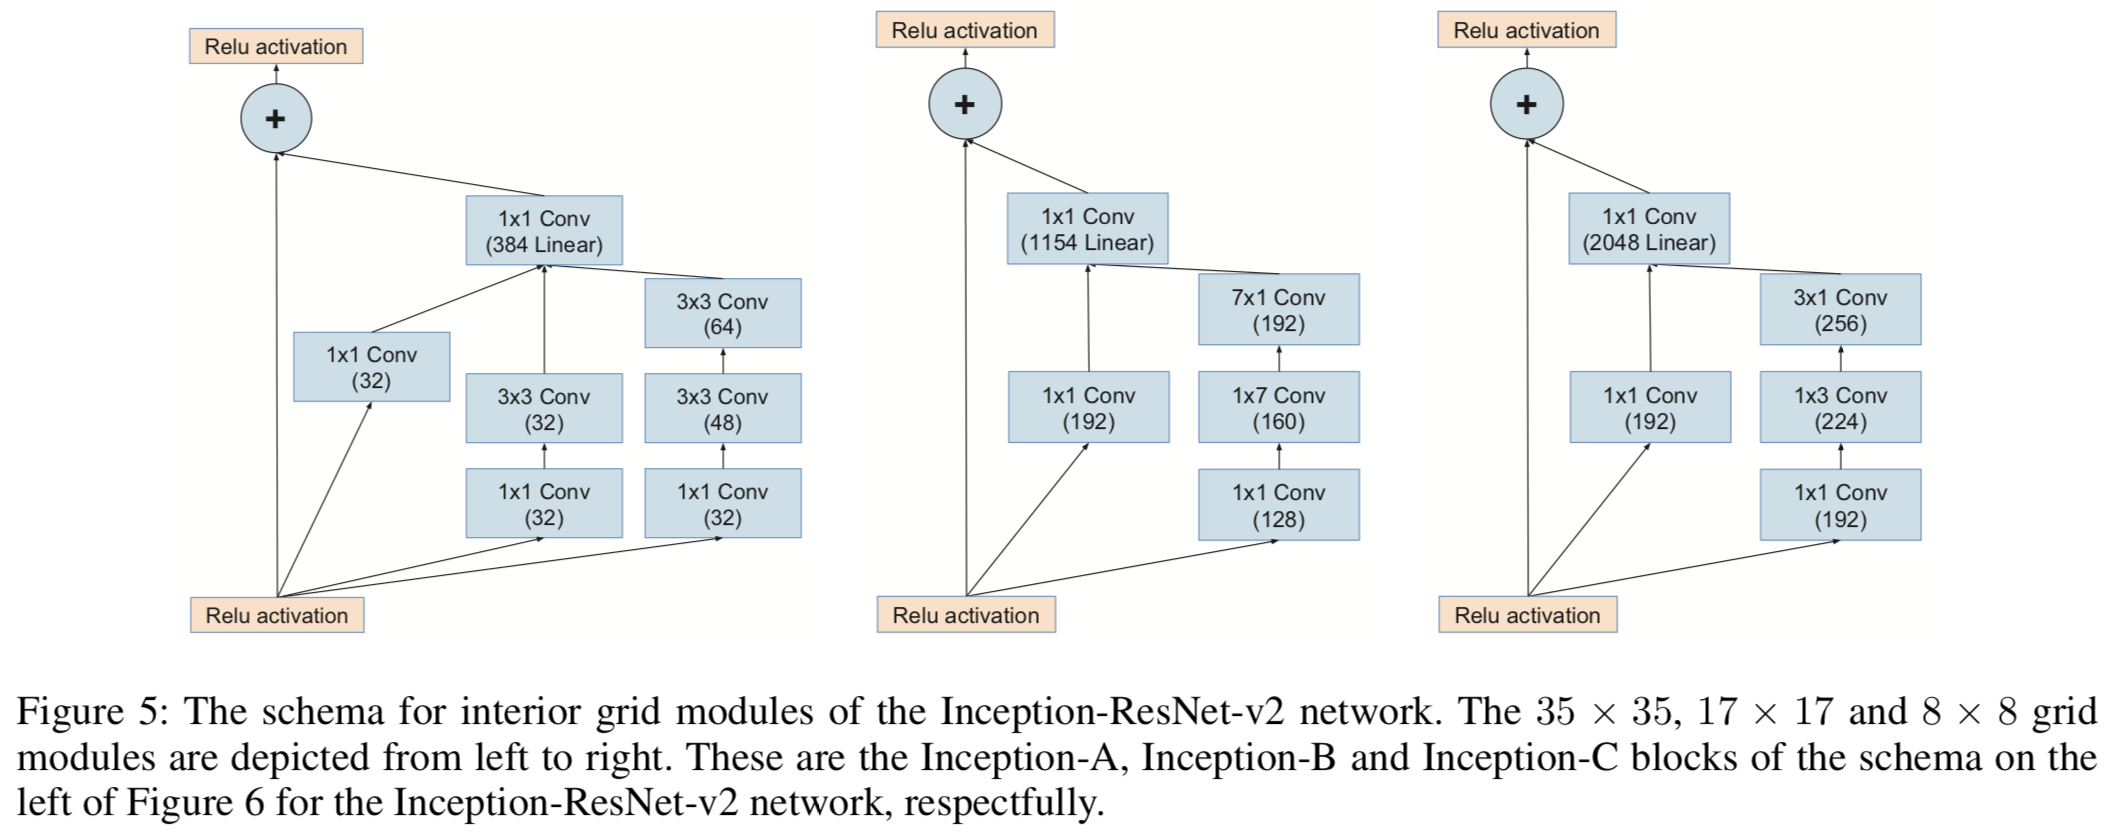 Relu activation
+
1x1 Conv
(384 Linear)
3x3 Conv
(64)
1x1 Conv
(32)
3x3 Conv
(32)
3x3 Conv
(48)
1x1 Conv
(32)
1x1 Conv
(32)
Relu activation
Relu activation
+
1x1 Conv
(1154 Linear)
7x1 Conv
(192)
1x1 Conv
(192)
1x7 Conv
(160)
1x1 Conv
(128)
Relu activation
Relu activation
+
1x1 Conv
(2048 Linear)
3x1 Conv
(256)
1x1 Conv
(192)
1x3 Conv
(224)
1x1 Conv
(192)
Relu activation
Figure 5: The schema for interior grid modules of the Inception-ResNet-v2 network. The 35 × 35, 17 × 17 and 8 × 8 grid
modules are depicted from left to right. These are the Inception-A, Inception-B and Inception-C blocks of the schema on the
left of Figure 6 for the Inception-ResNet-v2 network, respectfully.